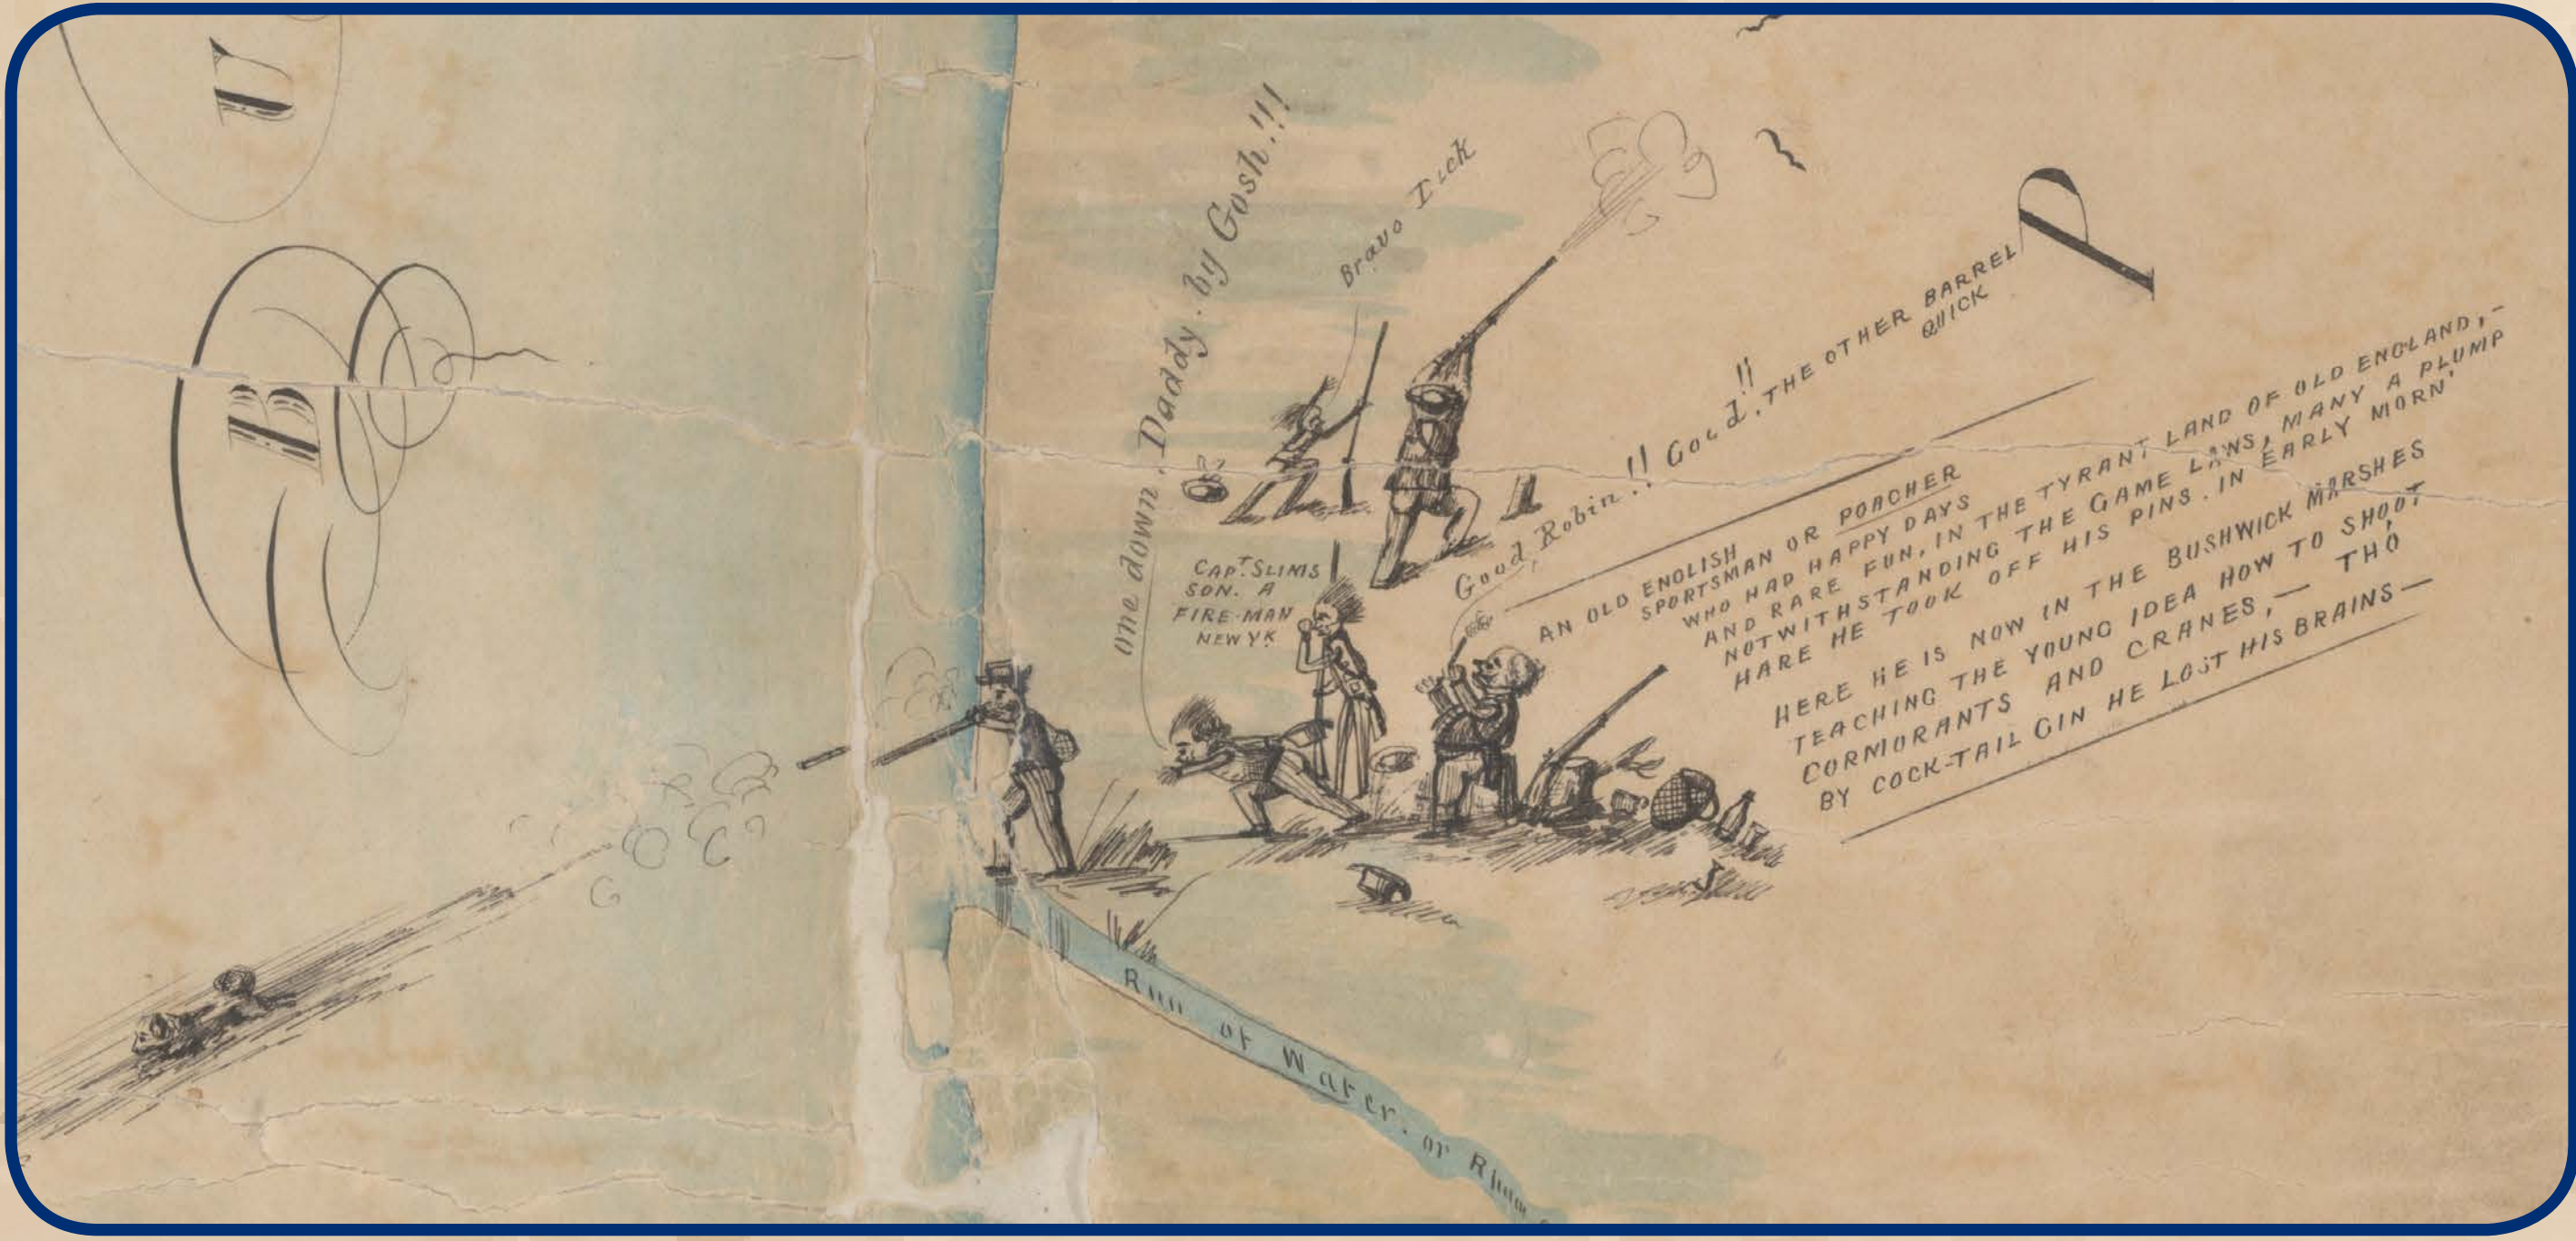 U
B
one down. Daddy. by Gosh!!!
Bravo Dick
CAPT. SLIMS
SON. A
FIRE-MAN
NEW YK
Good Robin!! Good!! THE OTHER BARREL
QUICK
P
AN OLD ENGLISH
SPORTSMAN OR POACHER
WHO HAD HAPPY DAYS
AND RARE FUN, IN THE TYRANT LAND OF OLD ENGLAND,-
NOTWITHSTANDING THE GAME LAWS, MANY A PLUMP
HARE HE TOOK OFF HIS PINS. IN EARLY MORN'
HERE HE IS NOW IN THE BUSHWICK MARSHES
TEACHING THE YOUNG IDEA HOW TO SHOOT
CORMORANTS AND CRANES,— THO'
BY COCK-TAIL GIN HE LOST HIS BRAINS—
Run of Water. or